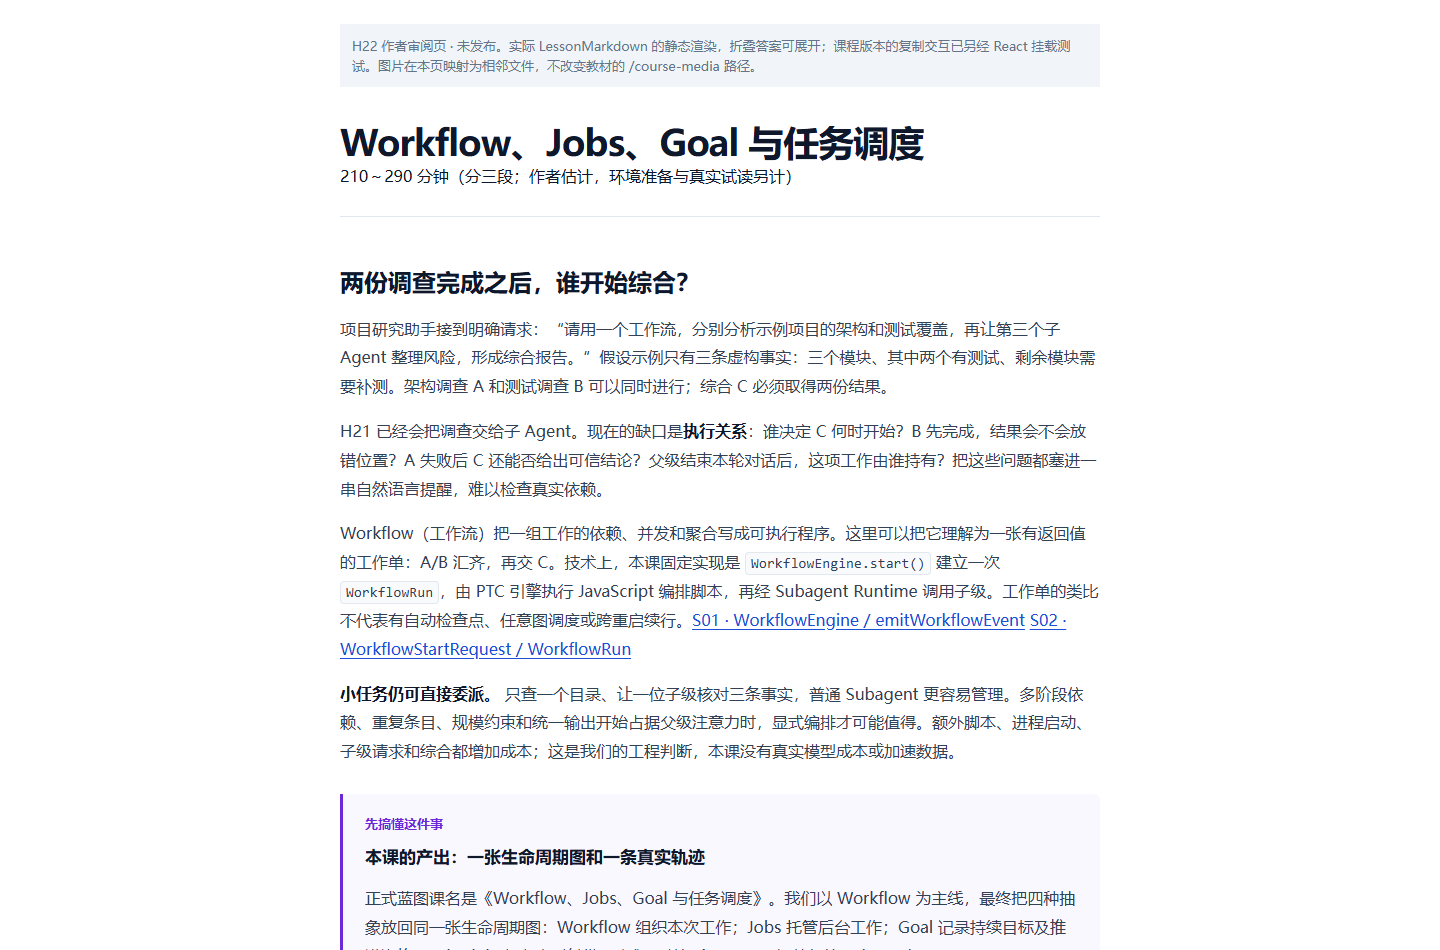 H22 作者审阅页 · 未发布。实际 LessonMarkdown 的静态渲染，折叠答案可展开；课程版本的复制交互已另经 React 挂载测
试。图片在本页映射为相邻文件，不改变教材的 /course-media 路径。
Workflow、Jobs、Goal 与任务调度
210～290 分钟（分三段；作者估计，环境准备与真实试读另计）
两份调查完成之后，谁开始综合？
项目研究助手接到明确请求：“请用一个工作流，分别分析示例项目的架构和测试覆盖，再让第三个子
Agent 整理风险，形成综合报告。”假设示例只有三条虚构事实：三个模块、其中两个有测试、剩余模块需
要补测。架构调查 A 和测试调查 B 可以同时进行；综合 C 必须取得两份结果。
H21 已经会把调查交给子 Agent。现在的缺口是执行关系：谁决定 C 何时开始？B 先完成，结果会不会放
错位置？A 失败后 C 还能否给出可信结论？父级结束本轮对话后，这项工作由谁持有？把这些问题都塞进一
串自然语言提醒，难以检查真实依赖。
Workflow（工作流）把一组工作的依赖、并发和聚合写成可执行程序。这里可以把它理解为一张有返回值
的工作单：A/B 汇齐，再交 C。技术上，本课固定实现是 WorkflowEngine.start() 建立一次
WorkflowRun，由 PTC 引擎执行 JavaScript 编排脚本，再经 Subagent Runtime 调用子级。工作单的类比
不代表有自动检查点、任意图调度或跨重启续行。S01 · WorkflowEngine / emitWorkflowEvent S02 ·
WorkflowStartRequest / WorkflowRun
小任务仍可直接委派。 只查一个目录、让一位子级核对三条事实，普通 Subagent 更容易管理。多阶段依
赖、重复条目、规模约束和统一输出开始占据父级注意力时，显式编排才可能值得。额外脚本、进程启动、
子级请求和综合都增加成本；这是我们的工程判断，本课没有真实模型成本或加速数据。
先搞懂这件事
本课的产出：一张生命周期图和一条真实轨迹
正式蓝图课名是《Workflow、Jobs、Goal 与任务调度》。我们以 Workflow 为主线，最终把四种抽
象放回同一张生命周期图：Workflow 组织本次工作；Jobs 托管后台工作；Goal 记录持续目标及推